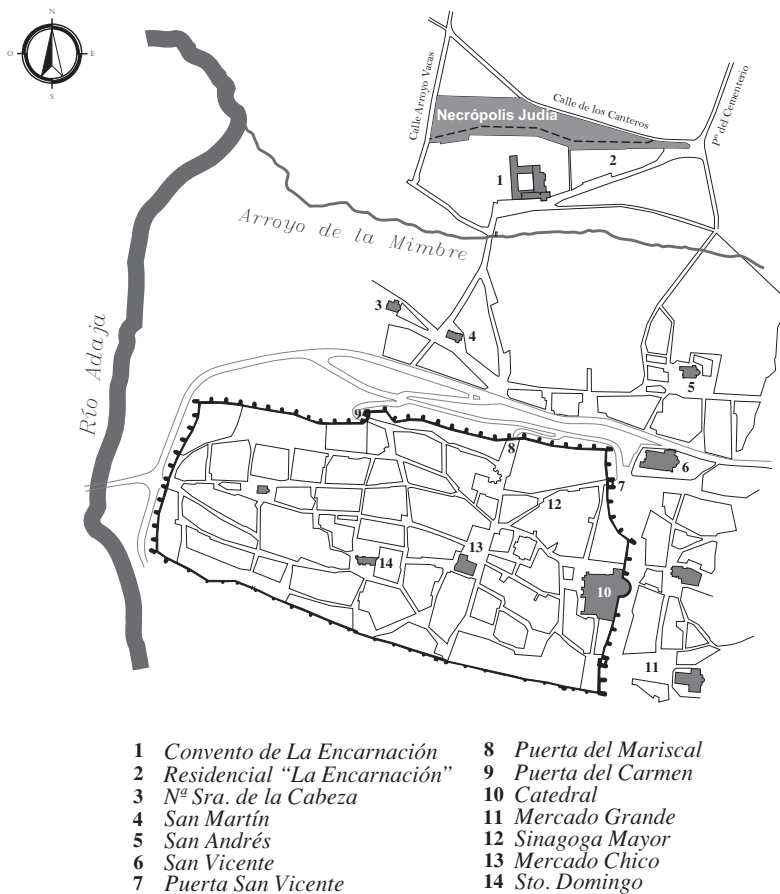 N
O
E
S
Calle Arroyo Vacas
Calle de los Canteros
Pº del Cementerio
Necrópolis Judía
2
1
Arroyo de la Mimbre
3
4
Río Adaja
5
9
8
6
7
12
13
14
10
11
1 Convento de La Encarnación
2 Residencial “La Encarnación”
3 Nª Sra. de la Cabeza
4 San Martín
5 San Andrés
6 San Vicente
7 Puerta San Vicente
8 Puerta del Mariscal
9 Puerta del Carmen
10 Catedral
11 Mercado Grande
12 Sinagoga Mayor
13 Mercado Chico
14 Sto. Domingo